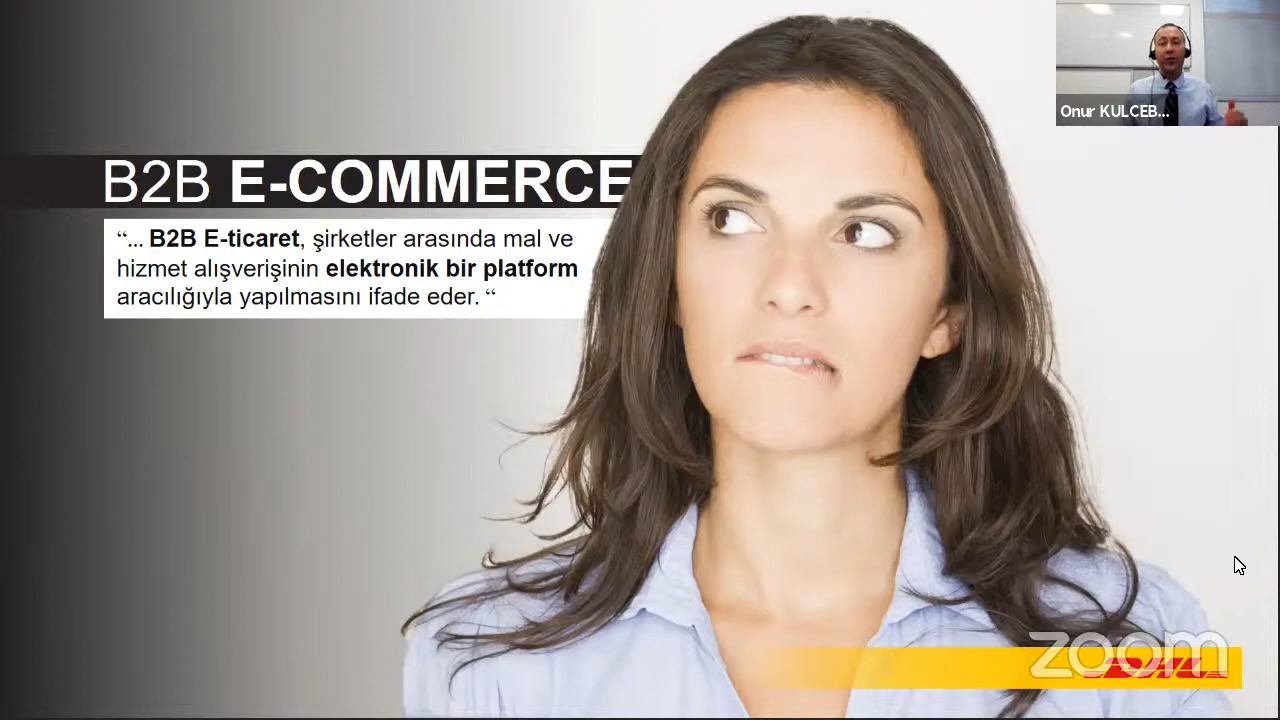 B2B E-COMMERCE
“... B2B E-ticaret, şirketler arasında mal ve
hizmet alışverişinin elektronik bir platform
aracılığıyla yapılmasını ifade eder. “
Onur KULCEB...
zoom
DHL